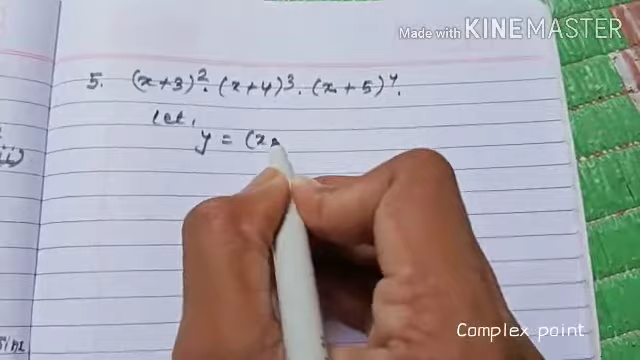 Made with KINEMASTER
5. (x+3)². (x+4)³. (x+5)⁴.
Let,
y = (x
Complex point